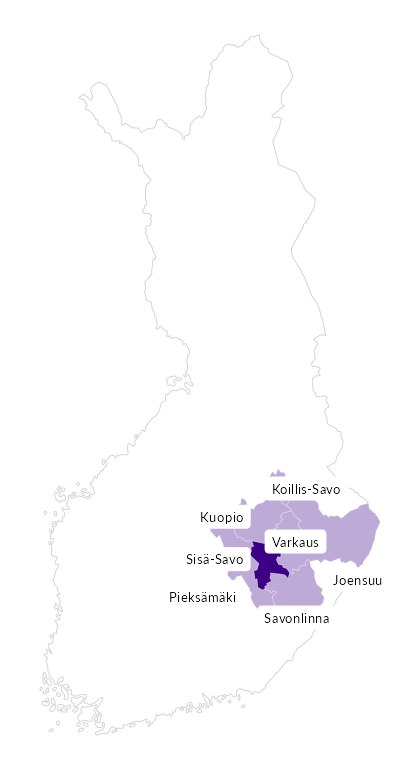 Koillis-Savo
Kuopio
Varkaus
Sisä-Savo
Joensuu
Pieksämäki
Savonlinna